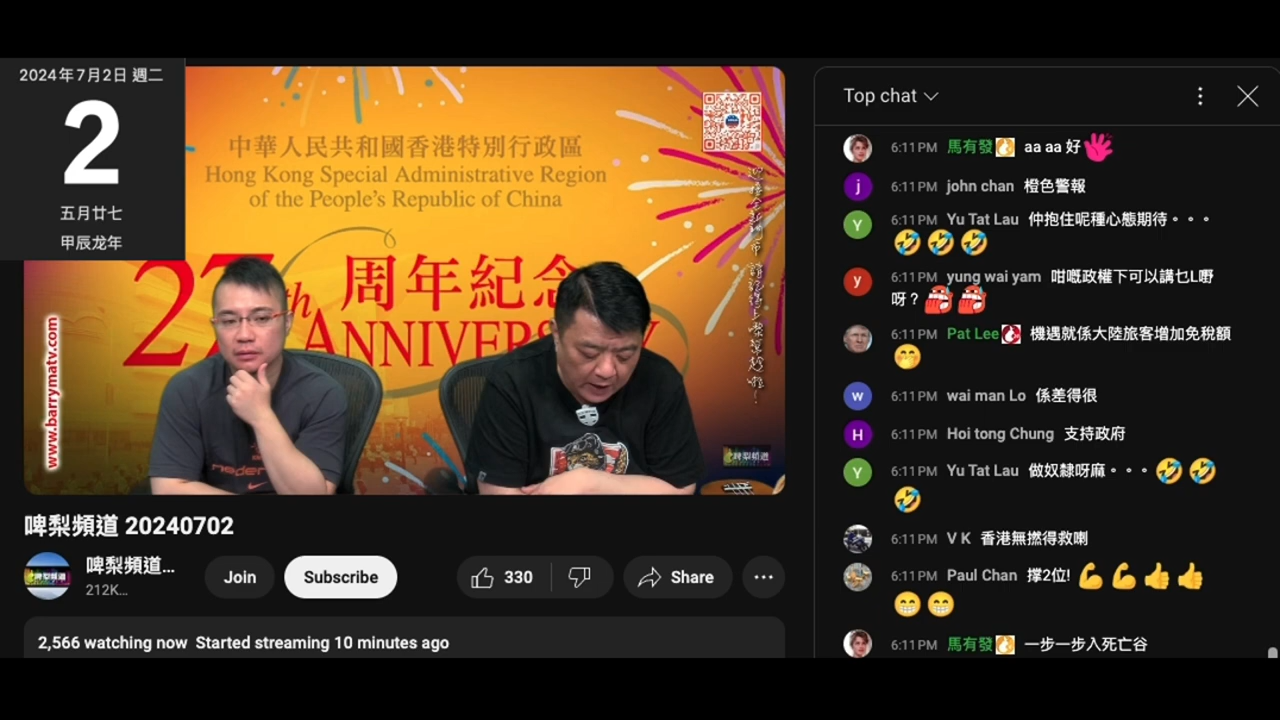 2024年7月2日 週二
2
五月廿七
甲辰龙年
中華人民共和國香港特別行政區
Hong Kong Special Administrative Region
of the People's Republic of China
27th
周年紀念
ANNIVERSARY
www.barrymatv.com
啤梨頻道
啤梨頻道 20240702
啤梨頻道...
212K...
Join
Subscribe
330
Share
2,566 watching now Started streaming 10 minutes ago
Top chat
6:11 PM 馬有發 aa aa 好
6:11 PM john chan 橙色警報
6:11 PM Yu Tat Lau 仲抱住呢種心態期待。。。
🤣🤣🤣
6:11 PM yung wai yam 咁嘅政權下可以講乜L嘢
呀？
6:11 PM Pat Lee 機遇就係大陸旅客增加免稅額
🤭
6:11 PM wai man Lo 係差得很
6:11 PM Hoi tong Chung 支持政府
6:11 PM Yu Tat Lau 做奴隸呀麻。。。🤣🤣
🤣
6:11 PM V K 香港無撚得救喇
6:11 PM Paul Chan 撐2位! 💪💪👍👍
😁😁
6:11 PM 馬有發 一步一步入死亡谷